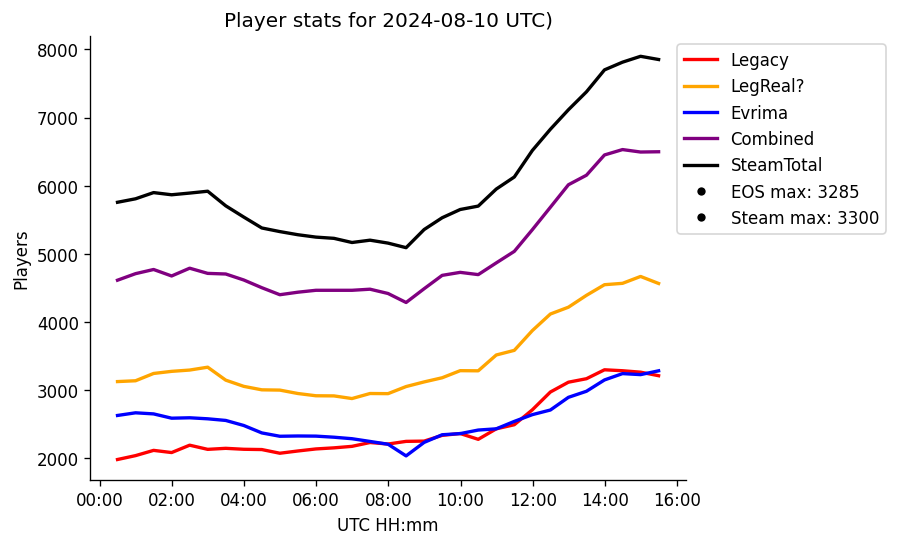 Player stats for 2024-08-10 UTC)
8000
7000
6000
5000
4000
3000
2000
Players
00:00 02:00 04:00 06:00 08:00 10:00 12:00 14:00 16:00
UTC HH:mm
Legacy
LegReal?
Evrima
Combined
SteamTotal
EOS max: 3285
Steam max: 3300